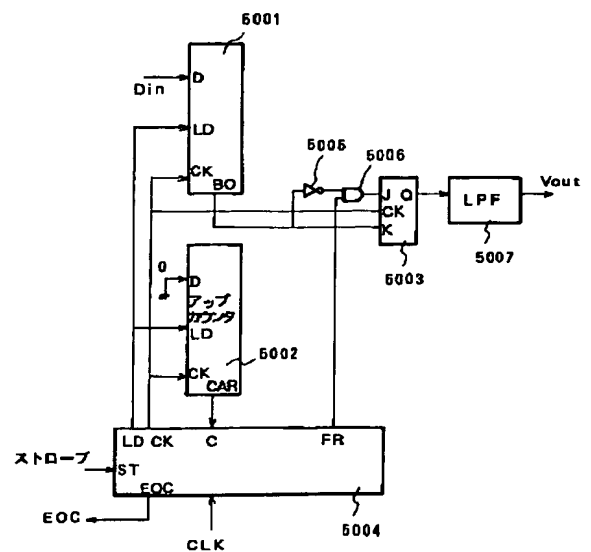 5001
Din
D
LD
CK
BO
5005
5006
J Q
CK
K
5003
LPF
5007
Vout
0
D
アップ
カウンタ
LD
CK
CAR
5002
LD CK C FR
ストローブ
ST
EOC
EOC
CLK
5004